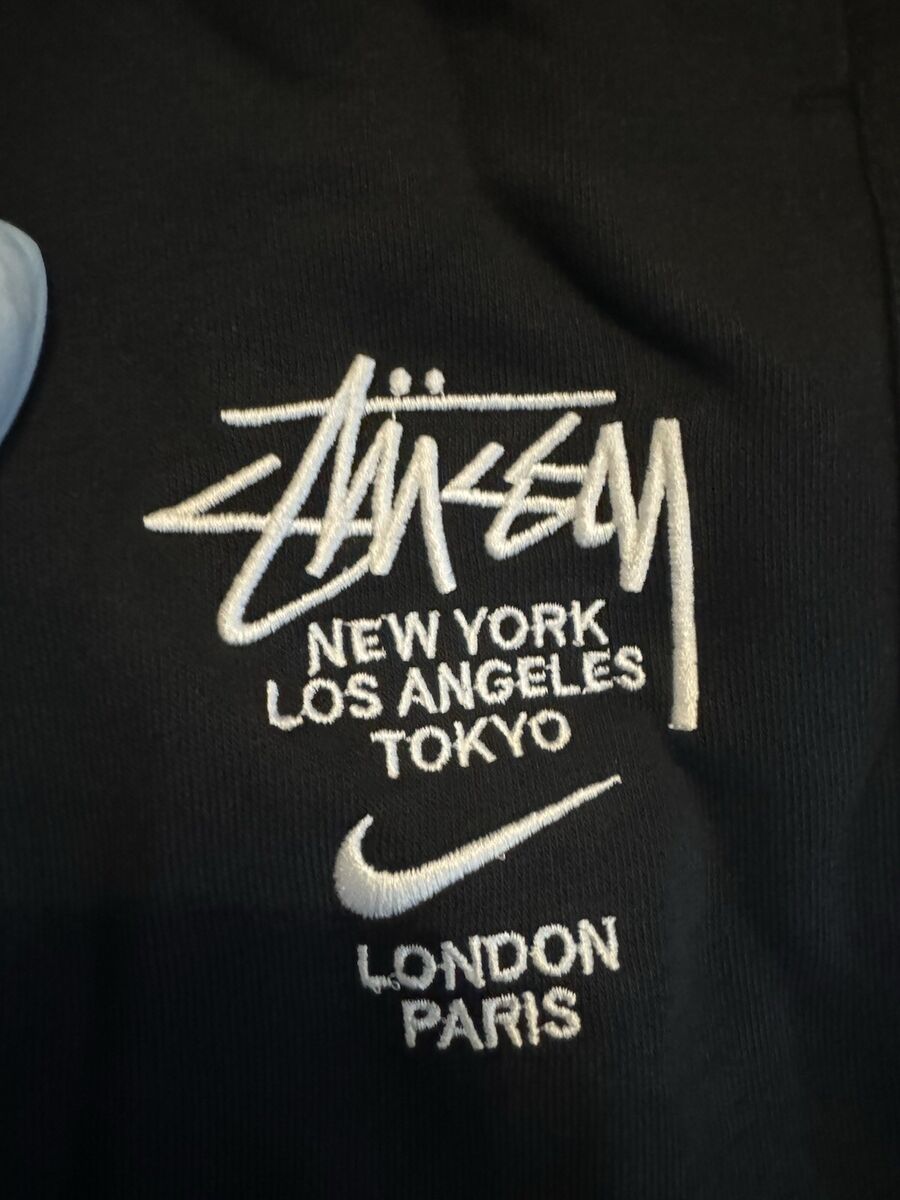 Stüssy
NEW YORK
LOS ANGELES
TOKYO
LONDON
PARIS